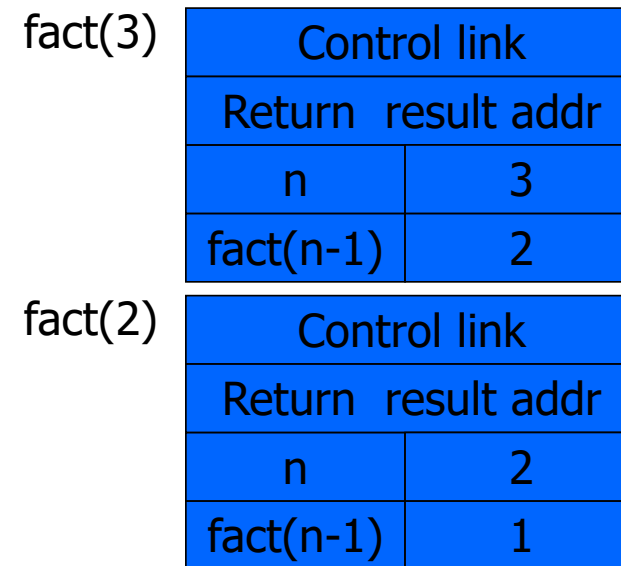 fact(3)
Control link
Return result addr
n 3
fact(n-1) 2
fact(2)
Control link
Return result addr
n 2
fact(n-1) 1